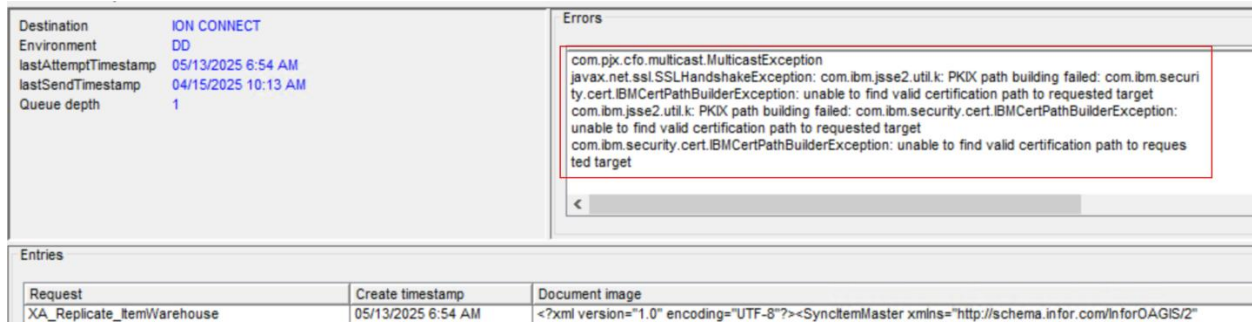 Destination ION CONNECT
Environment DD
lastAttemptTimestamp 05/13/2025 6:54 AM
lastSendTimestamp 04/15/2025 10:13 AM
Queue depth 1
Errors
com.pjx.cfo.multicast.MulticastException
javax.net.ssl.SSLHandshakeException: com.ibm.jsse2.util.k: PKIX path building failed: com.ibm.securi
ty.cert.IBMCertPathBuilderException: unable to find valid certification path to requested target
com.ibm.jsse2.util.k: PKIX path building failed: com.ibm.security.cert.IBMCertPathBuilderException:
unable to find valid certification path to requested target
com.ibm.security.cert.IBMCertPathBuilderException: unable to find valid certification path to reques
ted target
Entries
Request Create timestamp Document image
XA_Replicate_ItemWarehouse 05/13/2025 6:54 AM <?xml version="1.0" encoding="UTF-8"?><SyncItemMaster xmlns="http://schema.infor.com/InforOAGIS/2"